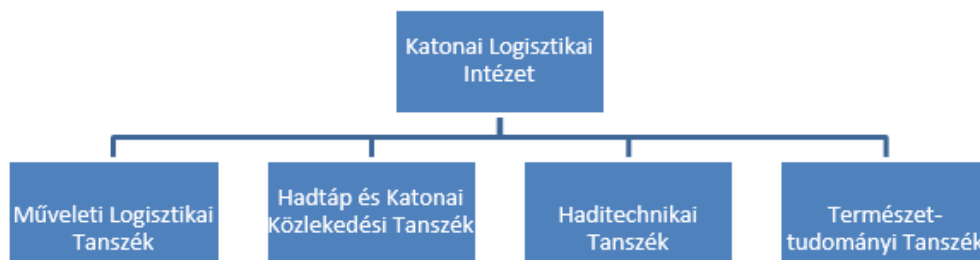 Katonai Logisztikai
Intézet
Műveleti Logisztikai
Tanszék
Hadtáp és Katonai
Közlekedési Tanszék
Haditechnikai
Tanszék
Természet-
tudományi Tanszék